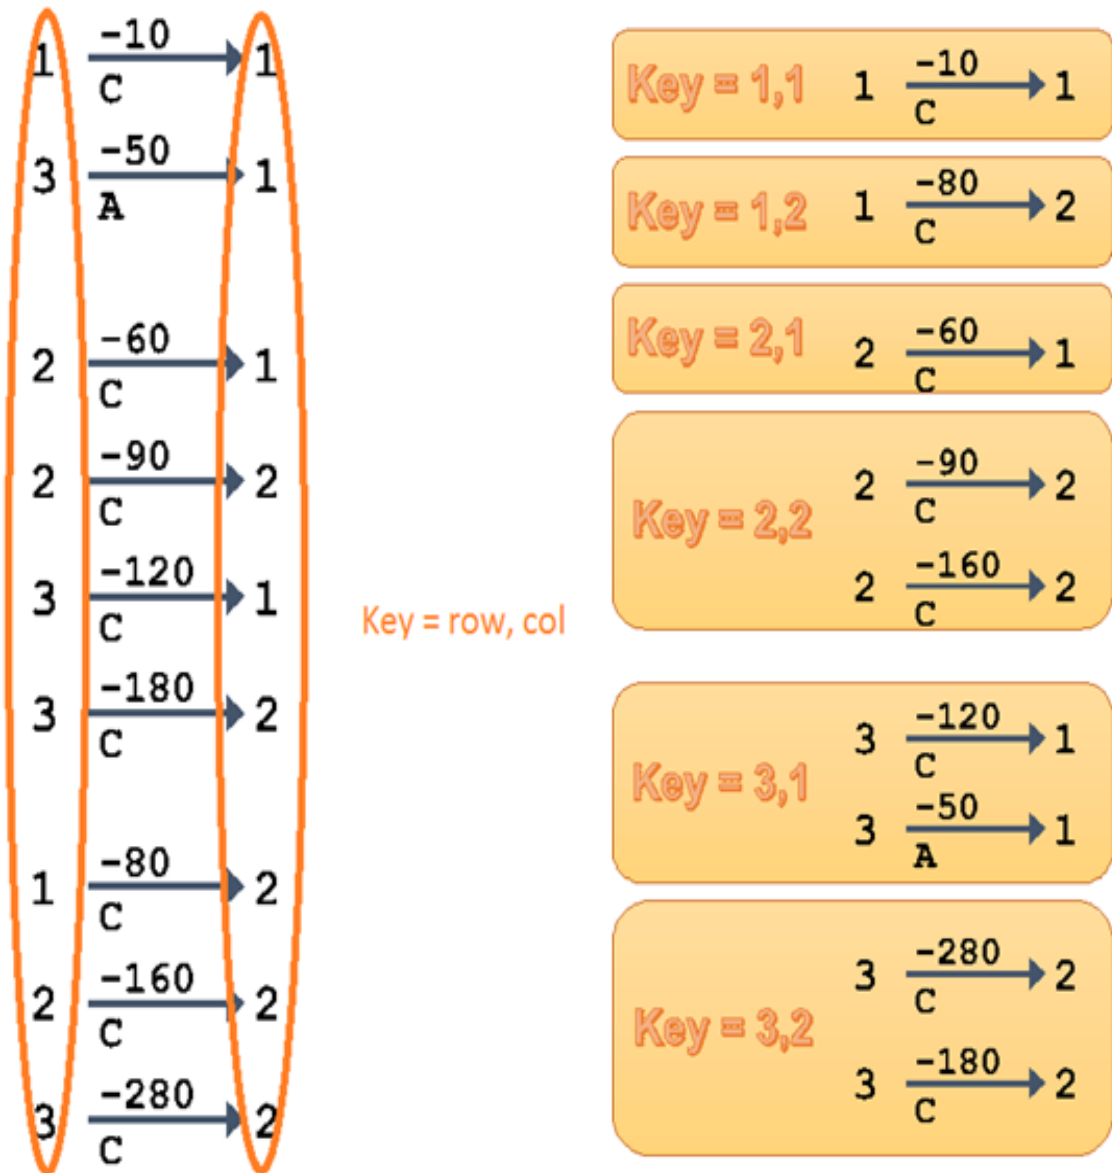 1 -10 1
C
3 -50 1
A
2 -60 1
C
2 -90 2
C
3 -120 1
C
3 -180 2
C
1 -80 2
C
2 -160 2
C
3 -280 2
C
Key = row, col
Key = 1,1 1 -10 1
C
Key = 1,2 1 -80 2
C
Key = 2,1 2 -60 1
C
Key = 2,2
2 -90 2
C
2 -160 2
C
Key = 3,1
3 -120 1
C
3 -50 1
A
Key = 3,2
3 -280 2
C
3 -180 2
C